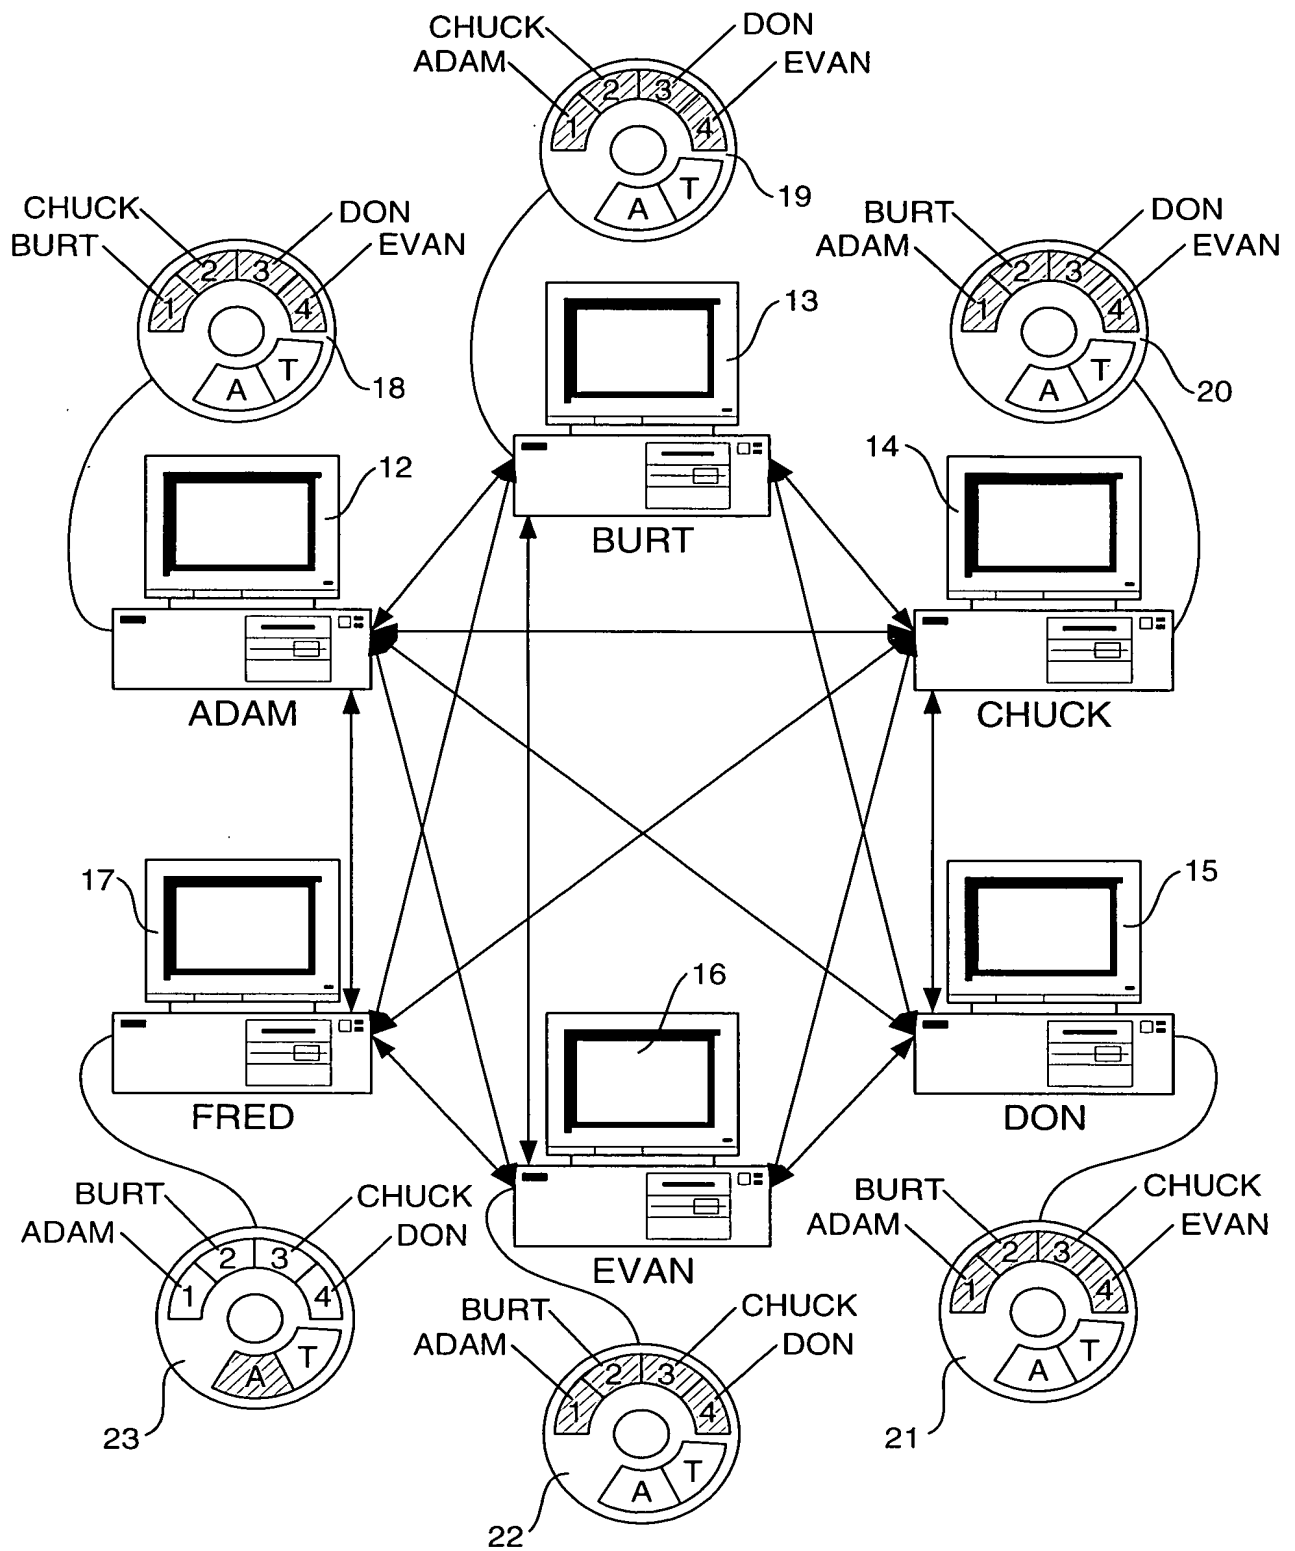 CHUCK
ADAM
DON
EVAN
1
2
3
4
A
T
19
CHUCK
BURT
DON
EVAN
1
2
3
4
A
T
18
BURT
ADAM
DON
EVAN
1
2
3
4
A
T
20
13
BURT
12
ADAM
14
CHUCK
17
FRED
16
EVAN
15
DON
BURT
ADAM
CHUCK
DON
1
2
3
4
A
T
23
BURT
ADAM
CHUCK
DON
1
2
3
4
A
T
22
BURT
ADAM
CHUCK
EVAN
1
2
3
4
A
T
21